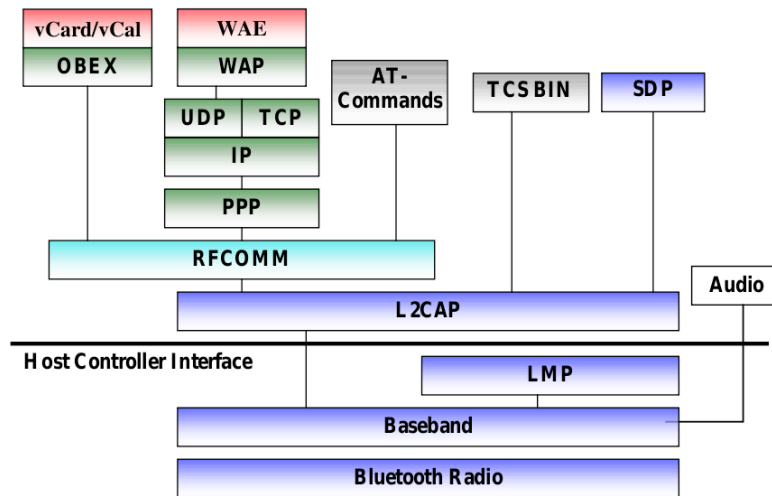 vCard/vCal
WAE
OBEX
WAP
AT-
Commands
TCS BIN
SDP
UDP
TCP
IP
PPP
RFCOMM
Audio
L2CAP
Host Controller Interface
LMP
Baseband
Bluetooth Radio